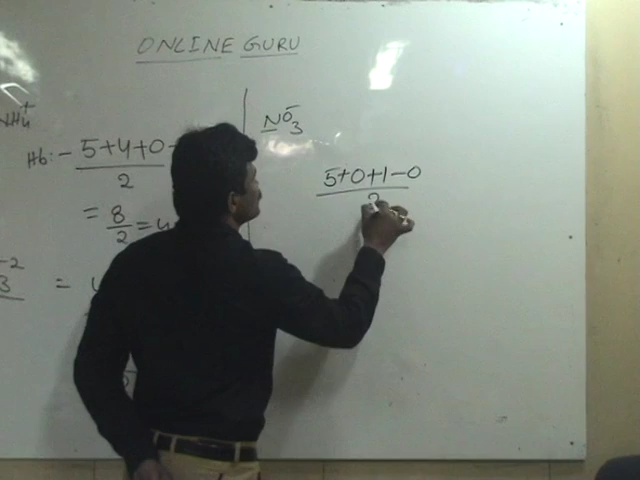 ONLINE GURU
NH4+
NO3-
Hb:- 5+4+0
2
= 8/2 = 4
5+0+1-0
2
-2
3 =